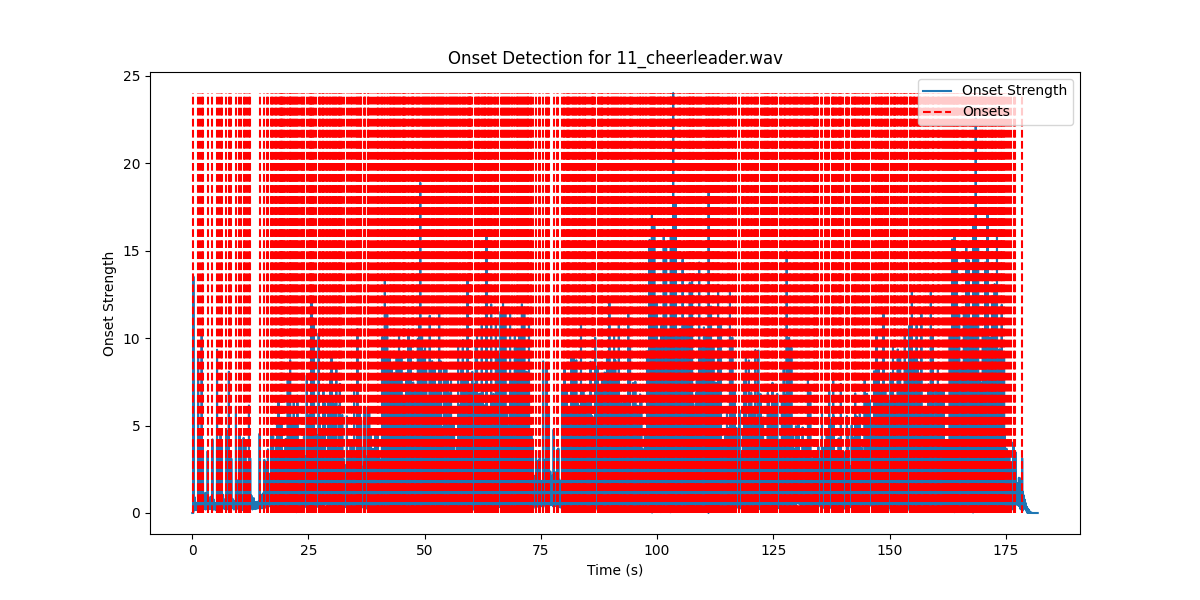 Onset Detection for 11_cheerleader.wav
Onset Strength
Onsets
25
20
15
10
5
0
Onset Strength
0 25 50 75 100 125 150 175
Time (s)